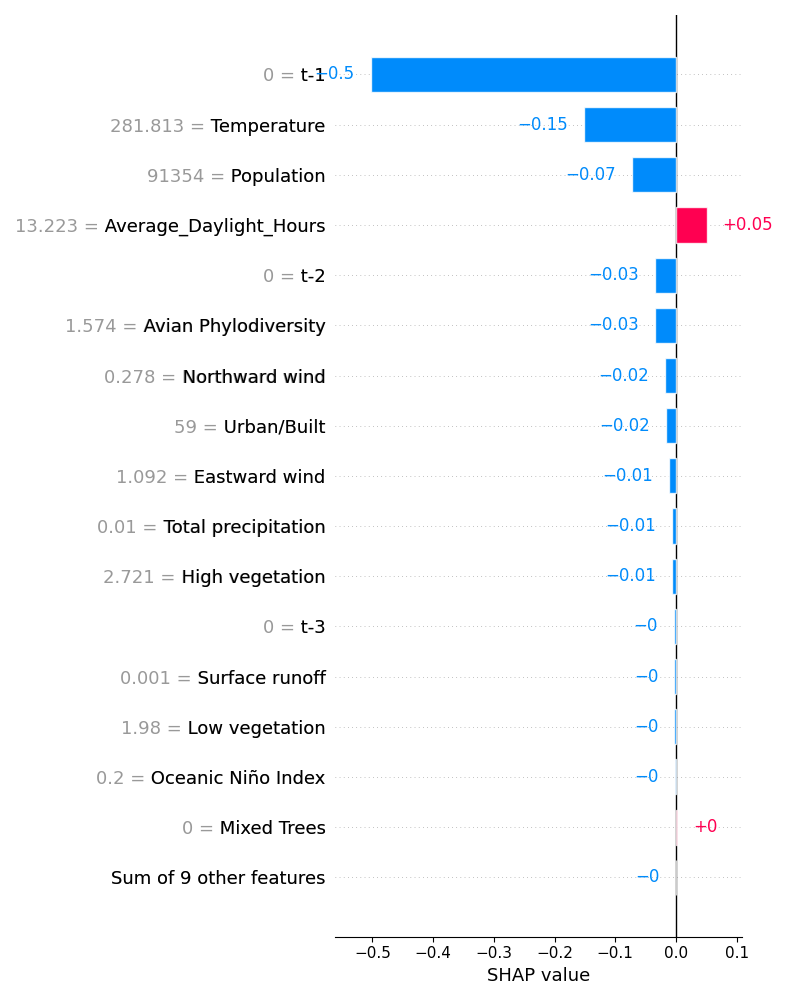 0 = t-1 −0.5
281.813 = Temperature −0.15
91354 = Population −0.07
13.223 = Average_Daylight_Hours +0.05
0 = t-2 −0.03
1.574 = Avian Phylodiversity −0.03
0.278 = Northward wind −0.02
59 = Urban/Built −0.02
1.092 = Eastward wind −0.01
0.01 = Total precipitation −0.01
2.721 = High vegetation −0.01
0 = t-3 −0
0.001 = Surface runoff −0
1.98 = Low vegetation −0
0.2 = Oceanic Niño Index −0
0 = Mixed Trees +0
Sum of 9 other features −0
−0.5 −0.4 −0.3 −0.2 −0.1 0.0 0.1
SHAP value